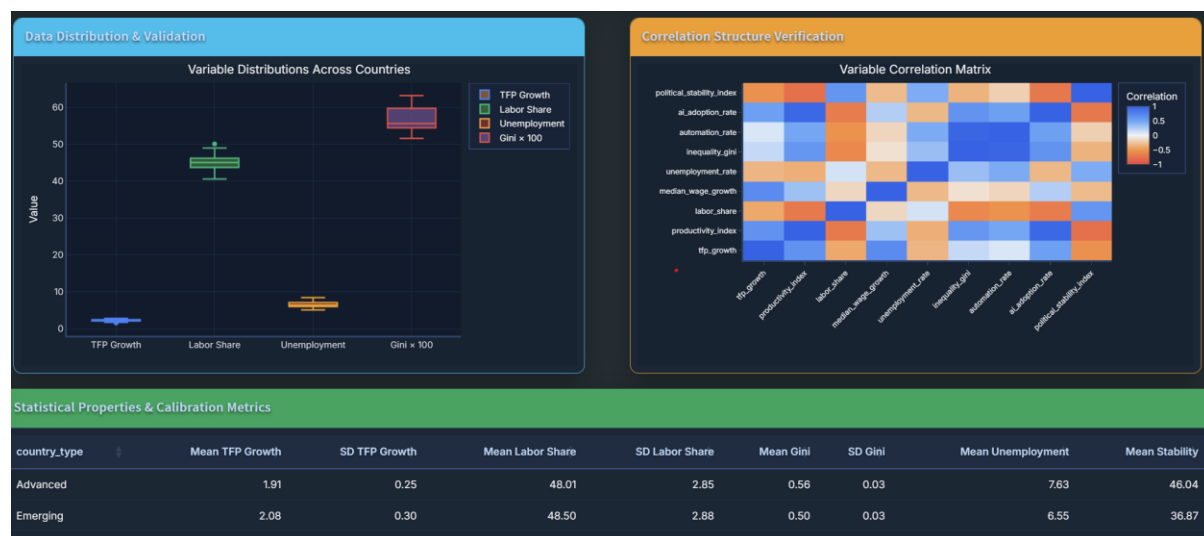 Data Distribution & Validation
Variable Distributions Across Countries
Value
60
50
40
30
20
10
0
TFP Growth
Labor Share
Unemployment
Gini × 100
TFP Growth
Labor Share
Unemployment
Gini × 100
Correlation Structure Verification
Variable Correlation Matrix
political_stability_index
ai_adoption_rate
automation_rate
inequality_gini
unemployment_rate
median_wage_growth
labor_share
productivity_index
tfp_growth
tfp_growth
productivity_index
labor_share
median_wage_growth
unemployment_rate
inequality_gini
automation_rate
ai_adoption_rate
political_stability_index
Correlation
1
0.5
0
−0.5
−1
Statistical Properties & Calibration Metrics
country_type Mean TFP Growth SD TFP Growth Mean Labor Share SD Labor Share Mean Gini SD Gini Mean Unemployment Mean Stability
Advanced 1.91 0.25 48.01 2.85 0.56 0.03 7.63 46.04
Emerging 2.08 0.30 48.50 2.88 0.50 0.03 6.55 36.87